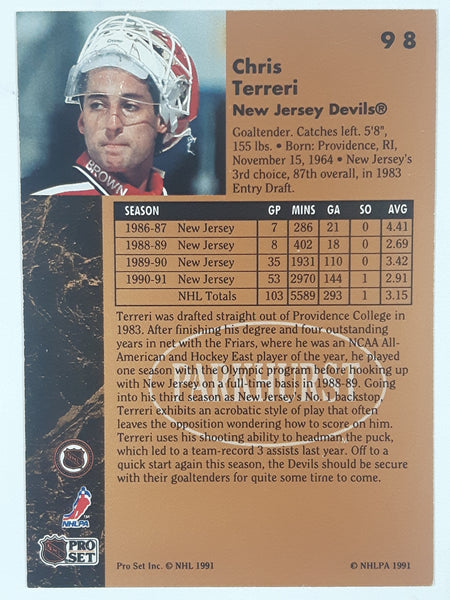 98
Chris
Terreri
New Jersey Devils®
Goaltender. Catches left. 5'8",
155 lbs. • Born: Providence, RI,
November 15, 1964 • New Jersey's
3rd choice, 87th overall, in 1983
Entry Draft.
BROWN
SEASON GP MINS GA SO AVG
1986-87 New Jersey 7 286 21 0 4.41
1988-89 New Jersey 8 402 18 0 2.69
1989-90 New Jersey 35 1931 110 0 3.42
1990-91 New Jersey 53 2970 144 1 2.91
NHL Totals 103 5589 293 1 3.15
Terreri was drafted straight out of Providence College in
1983. After finishing his degree and four outstanding
years in net with the Friars, where he was an NCAA All-
American and Hockey East player of the year, he played
one season with the Olympic program before hooking up
with New Jersey on a full-time basis in 1988-89. Going
into his third season as New Jersey's No. 1 backstop,
Terreri exhibits an acrobatic style of play that often
leaves the opposition wondering how to score on him.
Terreri uses his shooting ability to headman the puck,
which led to a team-record 3 assists last year. Off to a
quick start again this season, the Devils should be secure
with their goaltenders for quite some time to come.
PARKHURST
NHLPA
PRO
SET
Pro Set Inc. © NHL 1991
© NHLPA 1991